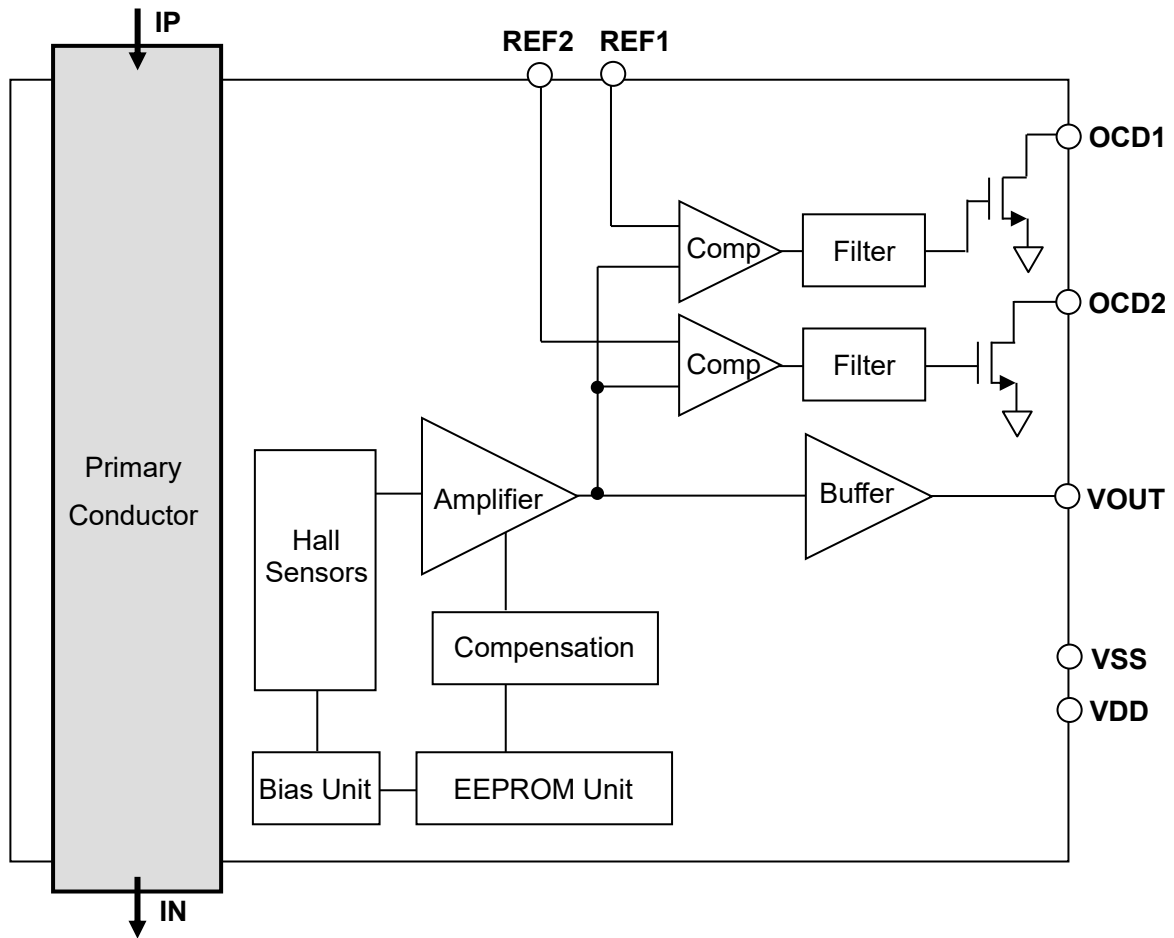 IP
REF2
REF1
OCD1
Comp
Filter
OCD2
Comp
Filter
Primary
Conductor
Hall
Sensors
Amplifier
Buffer
VOUT
Compensation
VSS
VDD
Bias Unit
EEPROM Unit
IN